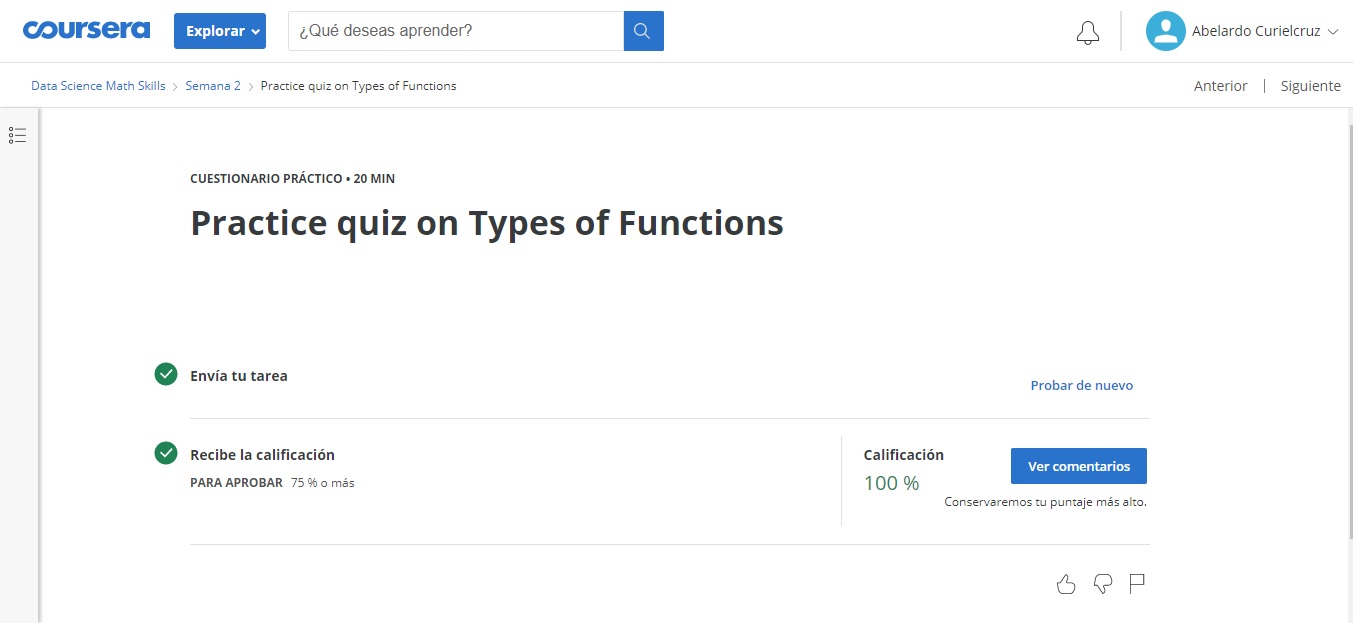 coursera Explorar ¿Qué deseas aprender? Abelardo Curielcruz
Data Science Math Skills > Semana 2 > Practice quiz on Types of Functions Anterior | Siguiente
CUESTIONARIO PRÁCTICO • 20 MIN
Practice quiz on Types of Functions
Envía tu tarea
Probar de nuevo
Recibe la calificación
PARA APROBAR 75 % o más
Calificación
100 %
Ver comentarios
Conservaremos tu puntaje más alto.